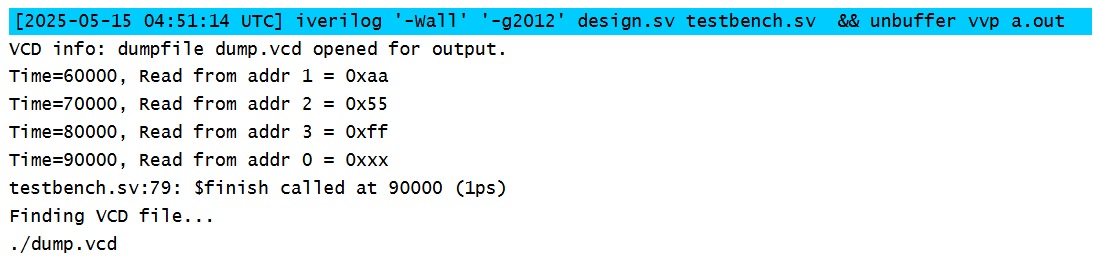 [2025-05-15 04:51:14 UTC] iverilog '-Wall' '-g2012' design.sv testbench.sv  && unbuffer vvp a.out
VCD info: dumpfile dump.vcd opened for output.
Time=60000, Read from addr 1 = 0xaa
Time=70000, Read from addr 2 = 0x55
Time=80000, Read from addr 3 = 0xff
Time=90000, Read from addr 0 = 0xxx
testbench.sv:79: $finish called at 90000 (1ps)
Finding VCD file...
./dump.vcd